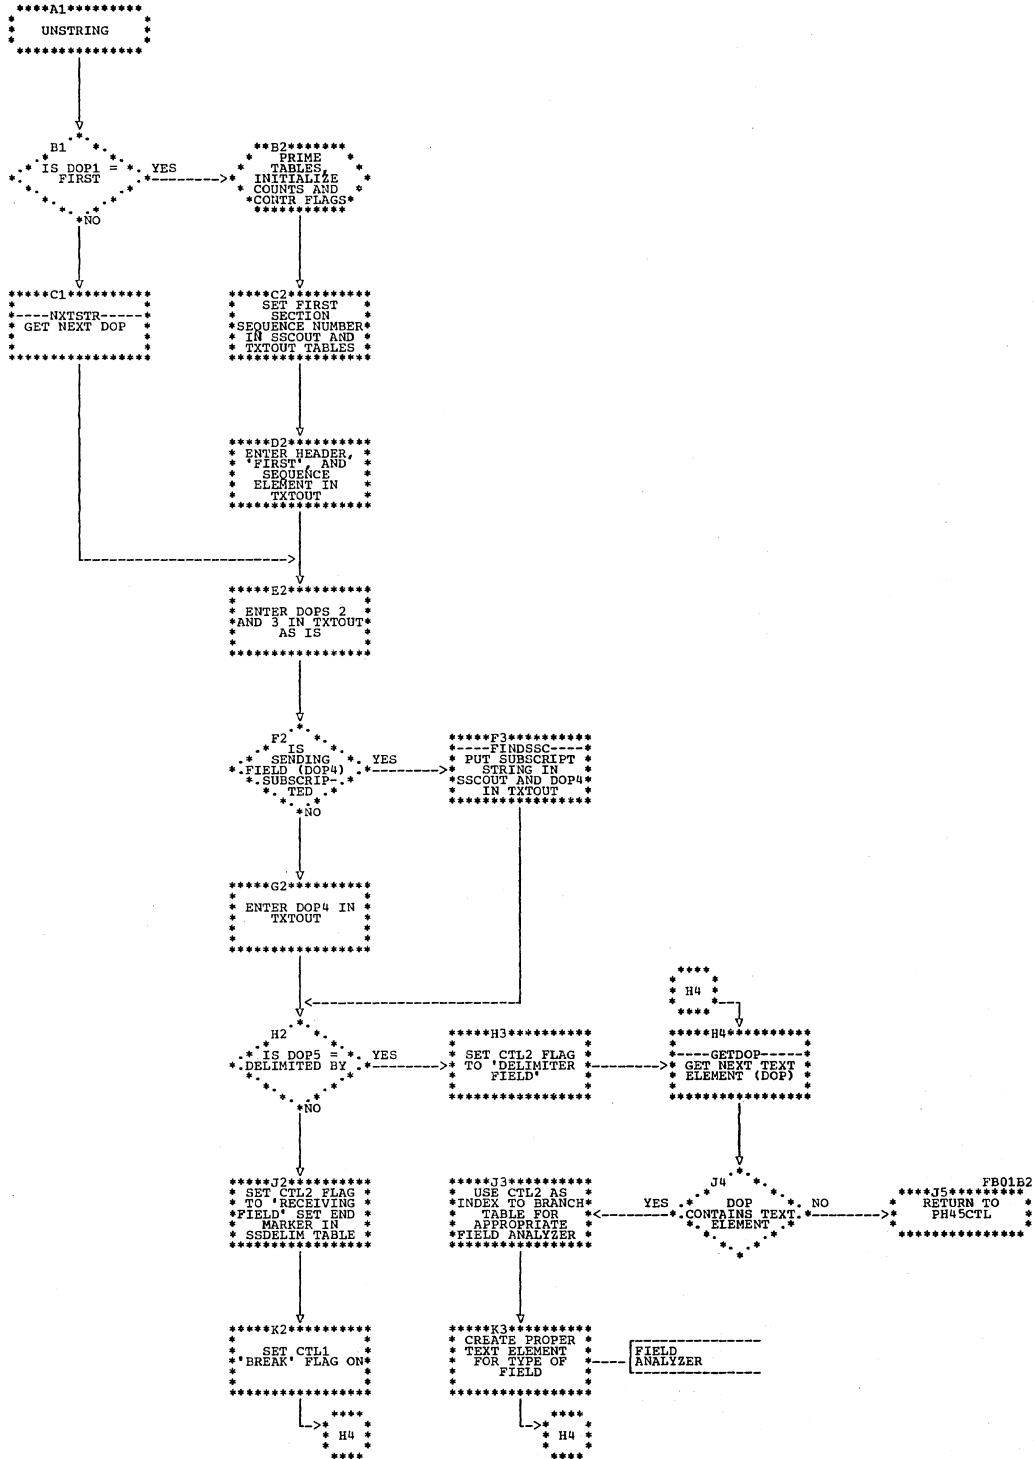 A1
UNSTRING
B1
IS DOP1 =
FIRST
YES
NO
B2
PRIME
TABLES,
INITIALIZE
COUNTS AND
CONTR FLAGS
C1
NXTSTR
GET NEXT DOP
C2
SET FIRST
SECTION
SEQUENCE NUMBER
IN SSCOUT AND
TXTOUT TABLES
D2
ENTER HEADER,
'FIRST', AND
SEQUENCE
ELEMENT IN
TXTOUT
E2
ENTER DOPS 2
AND 3 IN TXTOUT
AS IS
F2
IS
SENDING
FIELD (DOP4)
SUBSCRIP-
TED
YES
NO
F3
FINDSSC
PUT SUBSCRIPT
STRING IN
SSCOUT AND DOP4
IN TXTOUT
G2
ENTER DOP4 IN
TXTOUT
H4
H2
IS DOP5 =
DELIMITED BY
YES
NO
H3
SET CTL2 FLAG
TO 'DELIMITER
FIELD'
H4
GETDOP
GET NEXT TEXT
ELEMENT (DOP)
J2
SET CTL2 FLAG
TO 'RECEIVING
FIELD' SET END
MARKER IN
SSDELIM TABLE
J3
USE CTL2 AS
INDEX TO BRANCH
TABLE FOR
APPROPRIATE
FIELD ANALYZER
J4
DOP
CONTAINS TEXT
ELEMENT
YES
NO
FB01B2
J5
RETURN TO
PH45CTL
K2
SET CTL1
'BREAK' FLAG ON
K3
CREATE PROPER
TEXT ELEMENT
FOR TYPE OF
FIELD
FIELD
ANALYZER
H4
H4